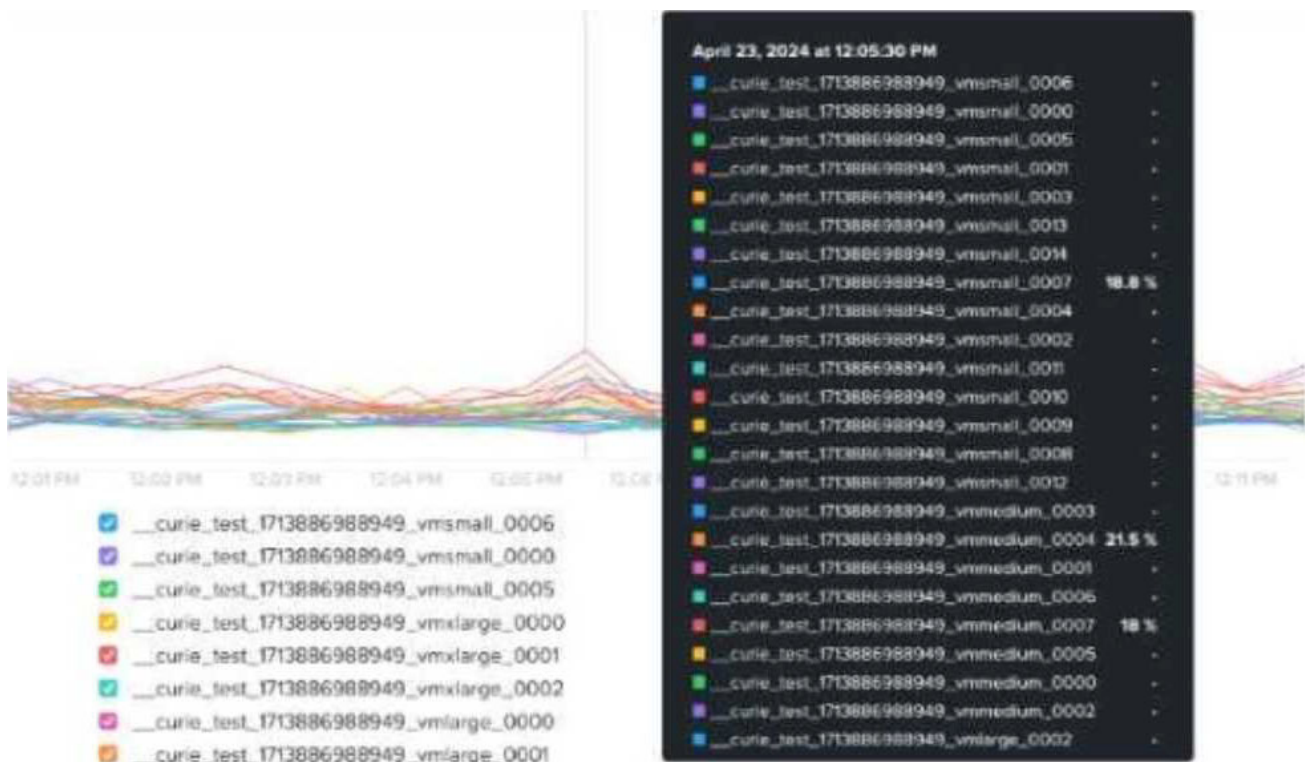 April 23, 2024 at 12:05:30 PM
__curie_test_1713886988949_vmsmall_0006 -
__curie_test_1713886988949_vmsmall_0000 -
__curie_test_1713886988949_vmsmall_0005 -
__curie_test_1713886988949_vmsmall_0001 -
__curie_test_1713886988949_vmsmall_0003 -
__curie_test_1713886988949_vmsmall_0013 -
__curie_test_1713886988949_vmsmall_0014 -
__curie_test_1713886988949_vmsmall_0007 18.8 %
__curie_test_1713886988949_vmsmall_0004 -
__curie_test_1713886988949_vmsmall_0002 -
__curie_test_1713886988949_vmsmall_0011 -
__curie_test_1713886988949_vmsmall_0010 -
__curie_test_1713886988949_vmsmall_0009 -
__curie_test_1713886988949_vmsmall_0008 -
__curie_test_1713886988949_vmsmall_0012 -
__curie_test_1713886988949_vmmedium_0003 -
__curie_test_1713886988949_vmmedium_0004 21.5 %
__curie_test_1713886988949_vmmedium_0001 -
__curie_test_1713886988949_vmmedium_0006 -
__curie_test_1713886988949_vmmedium_0007 18 %
__curie_test_1713886988949_vmmedium_0005 -
__curie_test_1713886988949_vmmedium_0000 -
__curie_test_1713886988949_vmmedium_0002 -
__curie_test_1713886988949_vmlarge_0002 -
12:01 PM 12:02 PM 12:03 PM 12:04 PM 12:05 PM 12:11 PM
__curie_test_1713886988949_vmsmall_0006
__curie_test_1713886988949_vmsmall_0000
__curie_test_1713886988949_vmsmall_0005
__curie_test_1713886988949_vmxlarge_0000
__curie_test_1713886988949_vmxlarge_0001
__curie_test_1713886988949_vmxlarge_0002
__curie_test_1713886988949_vmlarge_0000
__curie_test_1713886988949_vmlarge_0001